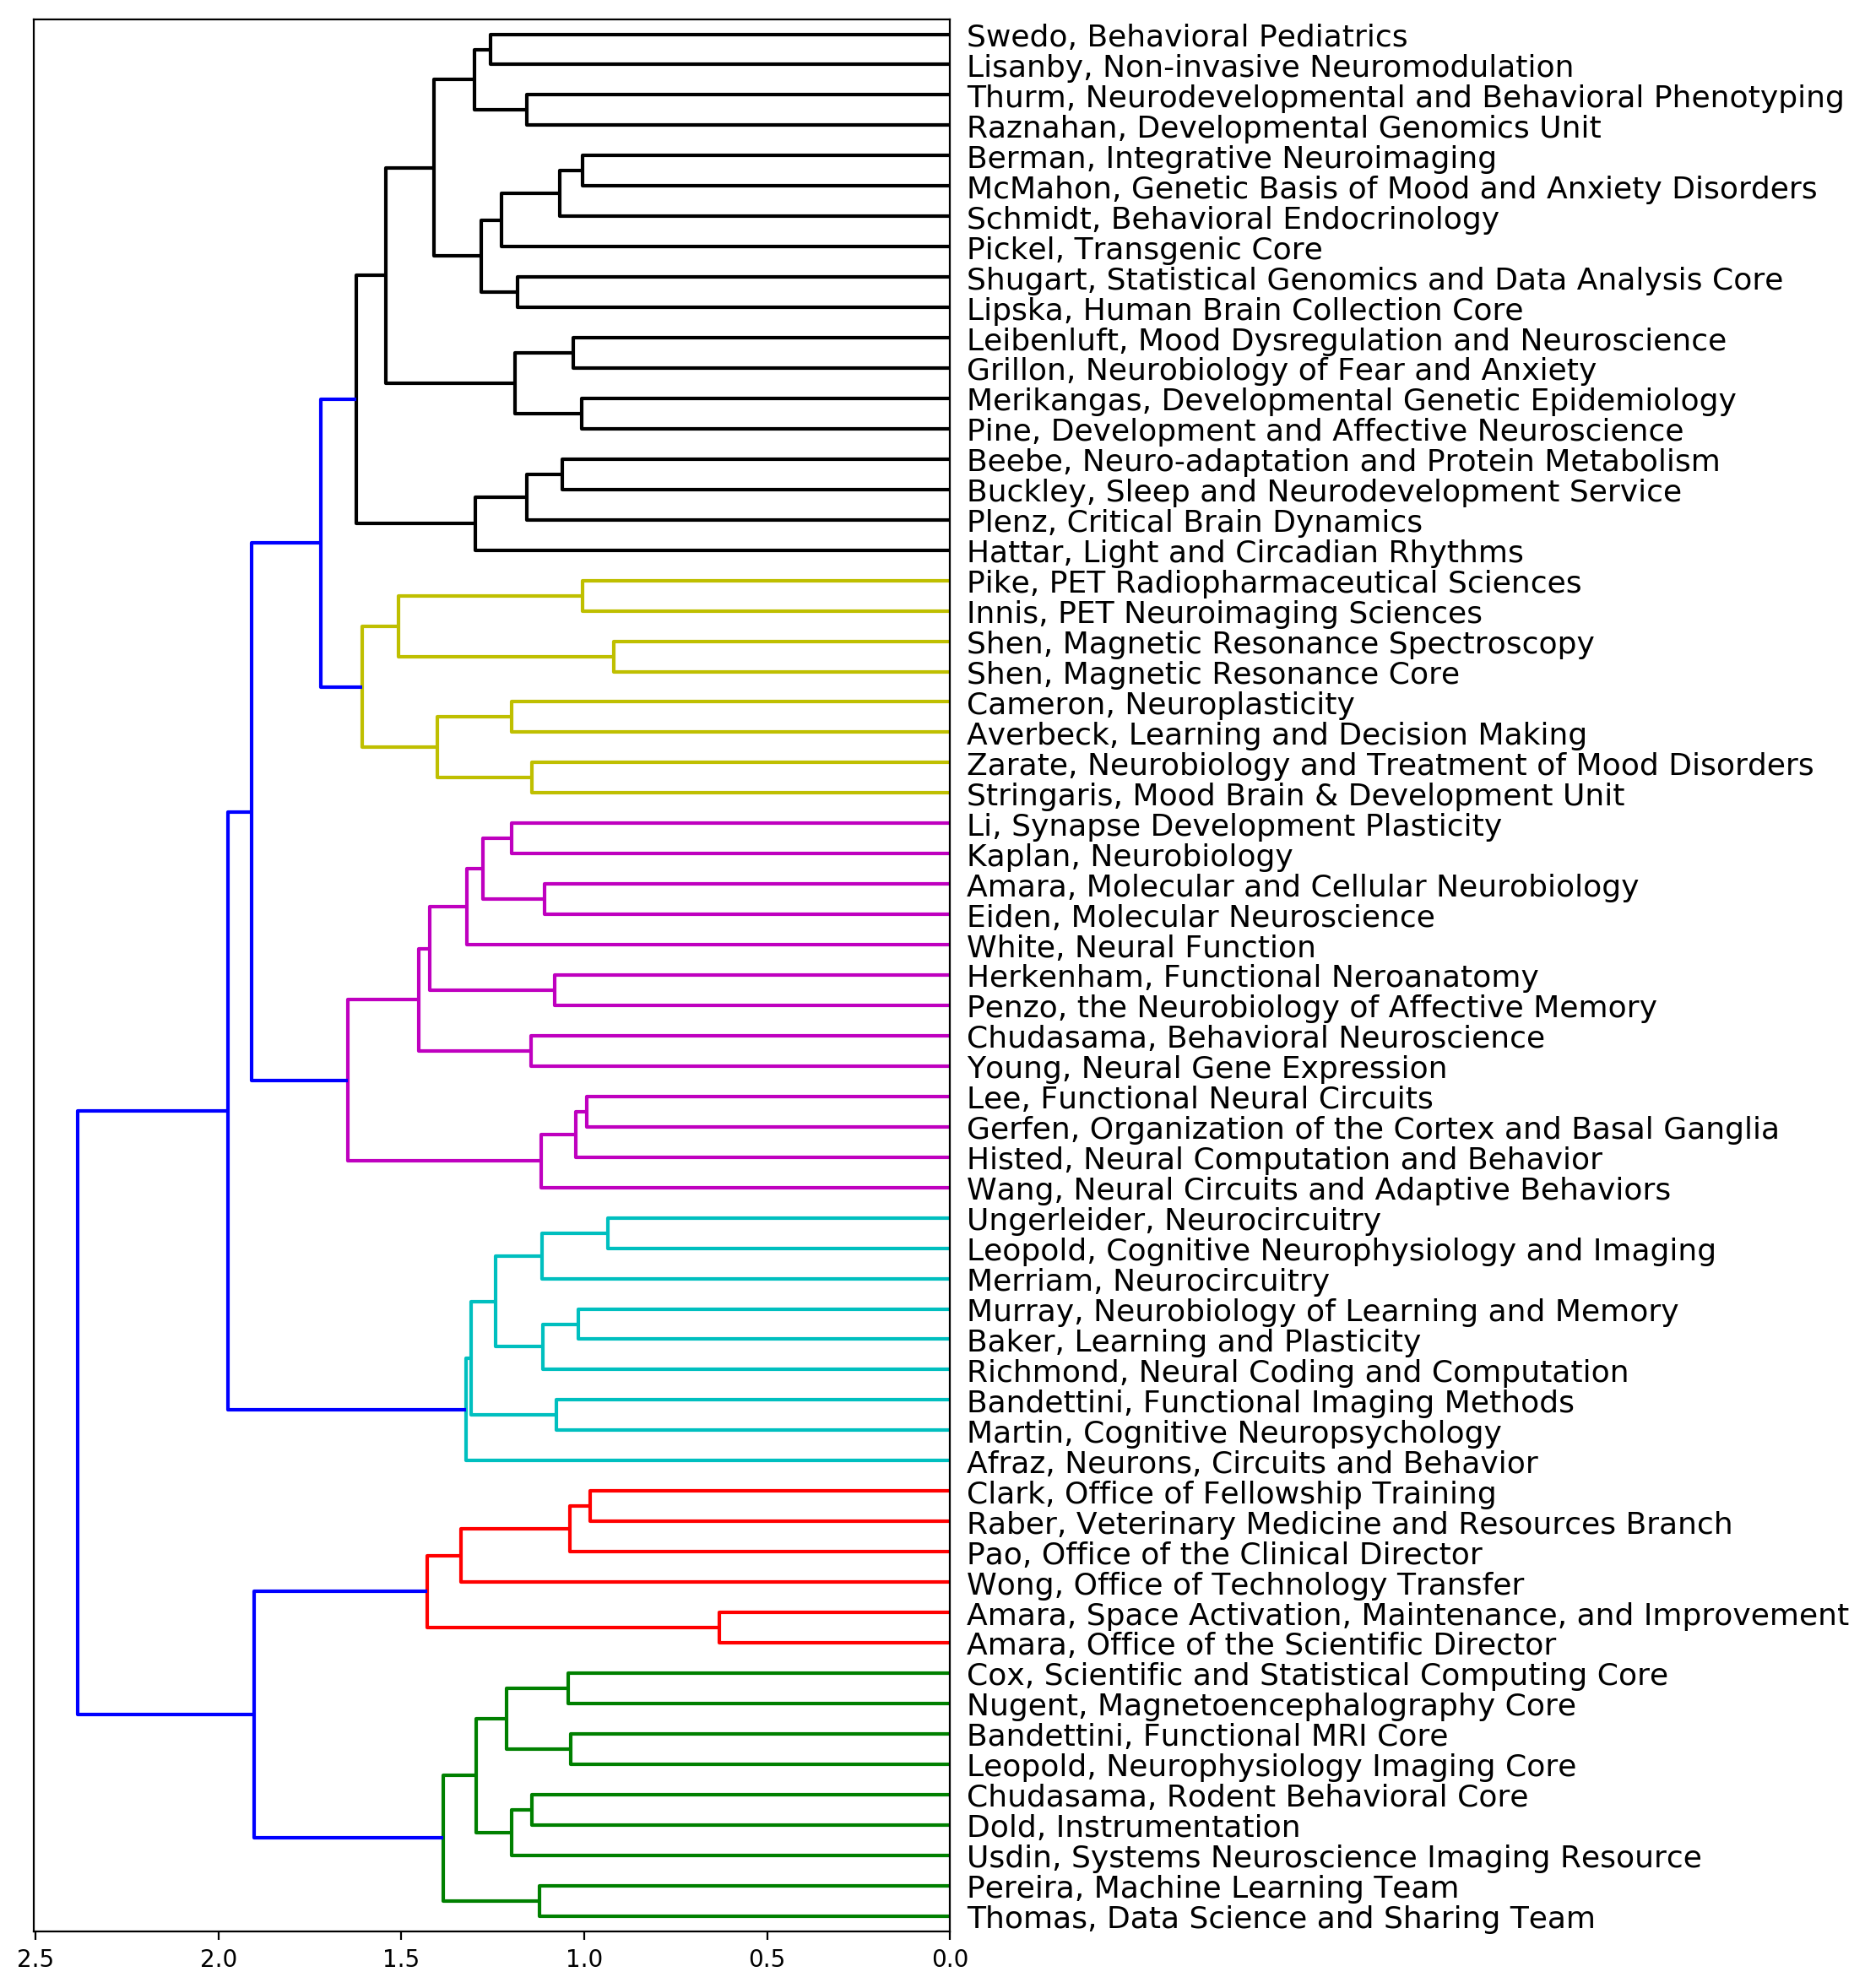 Swedo, Behavioral Pediatrics
Lisanby, Non-invasive Neuromodulation
Thurm, Neurodevelopmental and Behavioral Phenotyping
Raznahan, Developmental Genomics Unit
Berman, Integrative Neuroimaging
McMahon, Genetic Basis of Mood and Anxiety Disorders
Schmidt, Behavioral Endocrinology
Pickel, Transgenic Core
Shugart, Statistical Genomics and Data Analysis Core
Lipska, Human Brain Collection Core
Leibenluft, Mood Dysregulation and Neuroscience
Grillon, Neurobiology of Fear and Anxiety
Merikangas, Developmental Genetic Epidemiology
Pine, Development and Affective Neuroscience
Beebe, Neuro-adaptation and Protein Metabolism
Buckley, Sleep and Neurodevelopment Service
Plenz, Critical Brain Dynamics
Hattar, Light and Circadian Rhythms
Pike, PET Radiopharmaceutical Sciences
Innis, PET Neuroimaging Sciences
Shen, Magnetic Resonance Spectroscopy
Shen, Magnetic Resonance Core
Cameron, Neuroplasticity
Averbeck, Learning and Decision Making
Zarate, Neurobiology and Treatment of Mood Disorders
Stringaris, Mood Brain & Development Unit
Li, Synapse Development Plasticity
Kaplan, Neurobiology
Amara, Molecular and Cellular Neurobiology
Eiden, Molecular Neuroscience
White, Neural Function
Herkenham, Functional Neroanatomy
Penzo, the Neurobiology of Affective Memory
Chudasama, Behavioral Neuroscience
Young, Neural Gene Expression
Lee, Functional Neural Circuits
Gerfen, Organization of the Cortex and Basal Ganglia
Histed, Neural Computation and Behavior
Wang, Neural Circuits and Adaptive Behaviors
Ungerleider, Neurocircuitry
Leopold, Cognitive Neurophysiology and Imaging
Merriam, Neurocircuitry
Murray, Neurobiology of Learning and Memory
Baker, Learning and Plasticity
Richmond, Neural Coding and Computation
Bandettini, Functional Imaging Methods
Martin, Cognitive Neuropsychology
Afraz, Neurons, Circuits and Behavior
Clark, Office of Fellowship Training
Raber, Veterinary Medicine and Resources Branch
Pao, Office of the Clinical Director
Wong, Office of Technology Transfer
Amara, Space Activation, Maintenance, and Improvement
Amara, Office of the Scientific Director
Cox, Scientific and Statistical Computing Core
Nugent, Magnetoencephalography Core
Bandettini, Functional MRI Core
Leopold, Neurophysiology Imaging Core
Chudasama, Rodent Behavioral Core
Dold, Instrumentation
Usdin, Systems Neuroscience Imaging Resource
Pereira, Machine Learning Team
Thomas, Data Science and Sharing Team
2.5 2.0 1.5 1.0 0.5 0.0